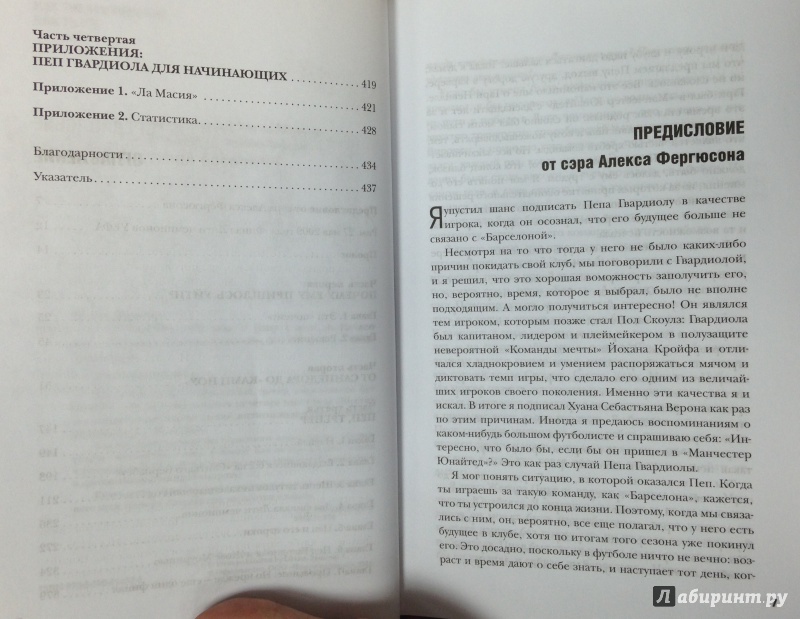 Часть четвертая
ПРИЛОЖЕНИЯ:
ПЕП ГВАРДИОЛА ДЛЯ НАЧИНАЮЩИХ 419
Приложение 1. «Ла Масия» 421
Приложение 2. Статистика 428
Благодарности 434
Указатель 437
ПРЕДИСЛОВИЕ
от сэра Алекса Фергюсона
Я упустил шанс подписать Пепа Гвардиолу в качестве
игрока, когда он осознал, что его будущее больше не
связано с «Барселоной».
Несмотря на то что тогда у него не было каких-либо
причин покидать свой клуб, мы поговорили с Гвардиолой,
и я решил, что это хорошая воможность заполучить его,
но, вероятно, время, которое я выбрал, было не вполне
подходящим. А могло получиться интересно! Он являлся
тем игроком, которым позже стал Пол Скоулз: Гвардиола
был капитаном, лидером и плеймейкером в полузащите
невероятной «Команды мечты» Йохана Кройфа и отли-
чался хладнокровием и умением распоряжаться мячом и
диктовать темп игры, что сделало его одним из величай-
ших игроков своего поколения. Именно эти качества я и
искал. В итоге я подписал Хуана Себастьяна Верона как раз
по этим причинам. Иногда я предаюсь воспоминаниям о
каком-нибудь большом футболисте и спрашиваю себя: «Ин-
тересно, что было бы, если бы он пришел в «Манчестер
Юнайтед»?» Это как раз случай Пепа Гвардиолы.
Я мог понять ситуацию, в которой оказался Пеп. Когда
ты играешь за такую команду, как «Барселона», кажется,
что ты устроился до конца жизни. Поэтому, когда мы связа-
лись с ним, он, вероятно, все еще полагал, что у него есть
будущее в клубе, хотя по итогам того сезона уже покинул
его. Это досадно, поскольку в футболе ничто не вечно: воз-
раст и время дают о себе знать, и наступает тот день, ког-
Лабиринт.ру